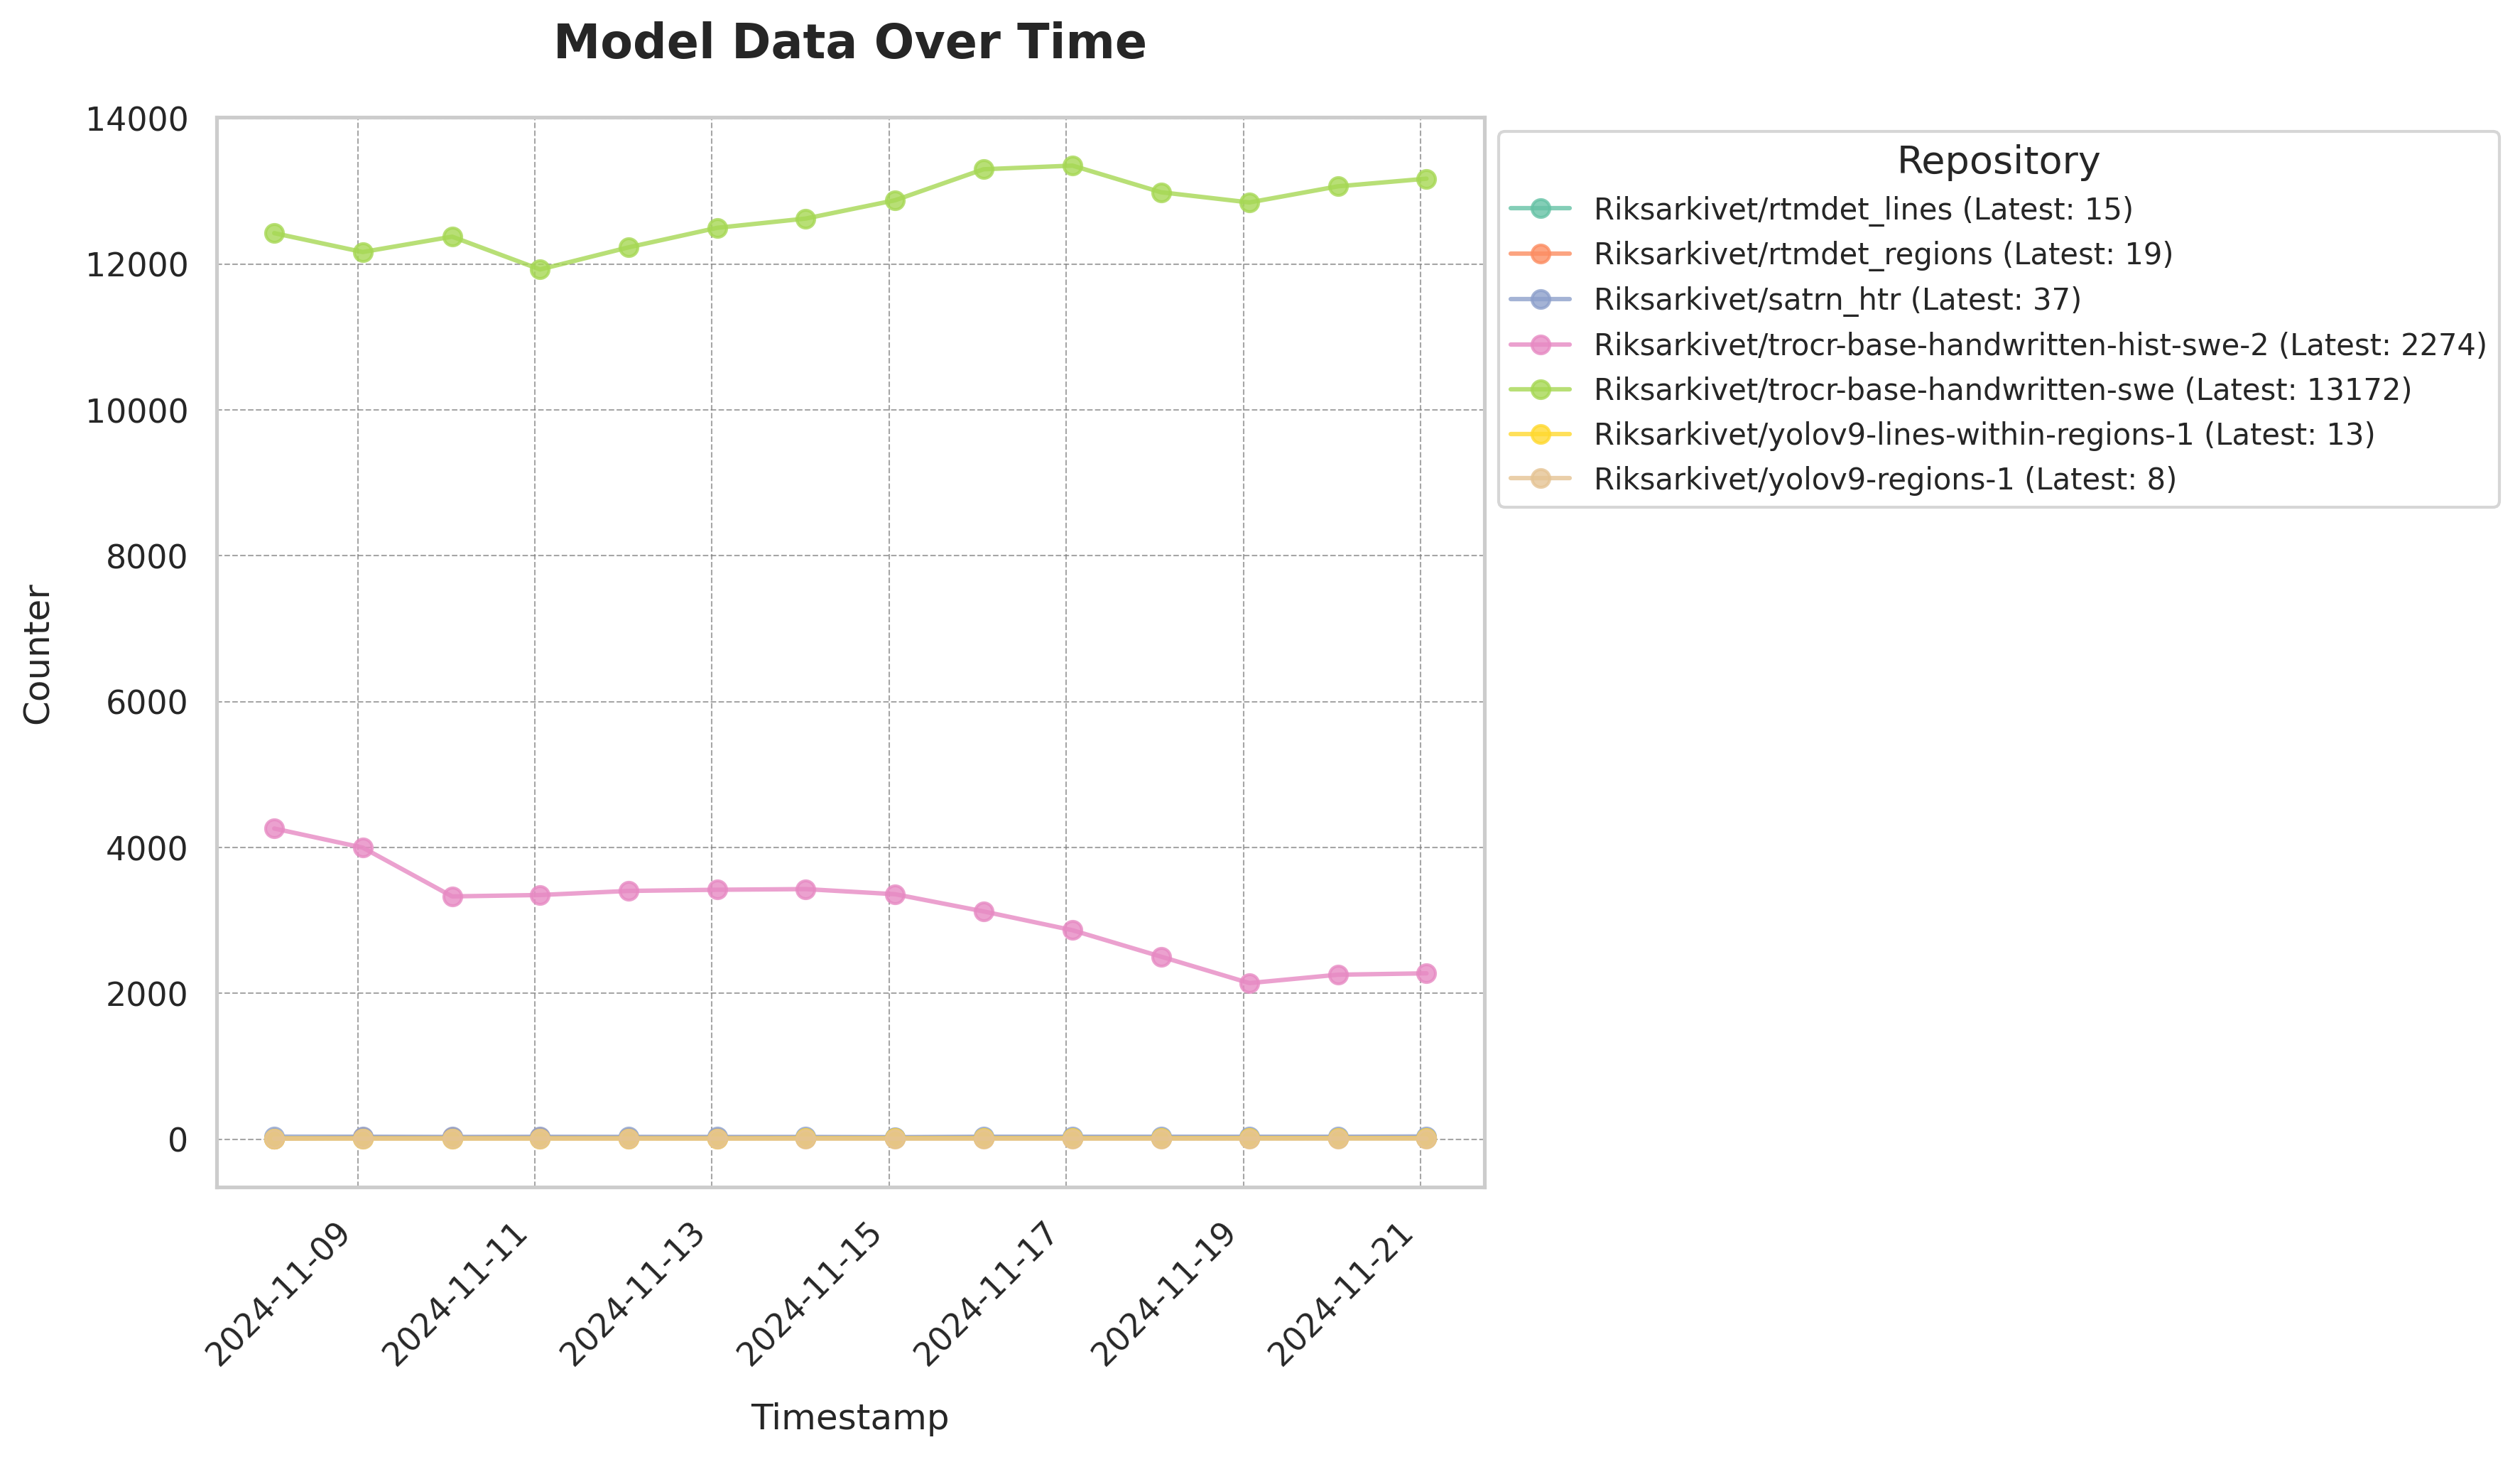 Model Data Over Time
14000
12000
10000
8000
6000
4000
2000
0
Counter
2024-11-09
2024-11-11
2024-11-13
2024-11-15
2024-11-17
2024-11-19
2024-11-21
Timestamp
Repository
Riksarkivet/rtmdet_lines (Latest: 15)
Riksarkivet/rtmdet_regions (Latest: 19)
Riksarkivet/satrn_htr (Latest: 37)
Riksarkivet/trocr-base-handwritten-hist-swe-2 (Latest: 2274)
Riksarkivet/trocr-base-handwritten-swe (Latest: 13172)
Riksarkivet/yolov9-lines-within-regions-1 (Latest: 13)
Riksarkivet/yolov9-regions-1 (Latest: 8)